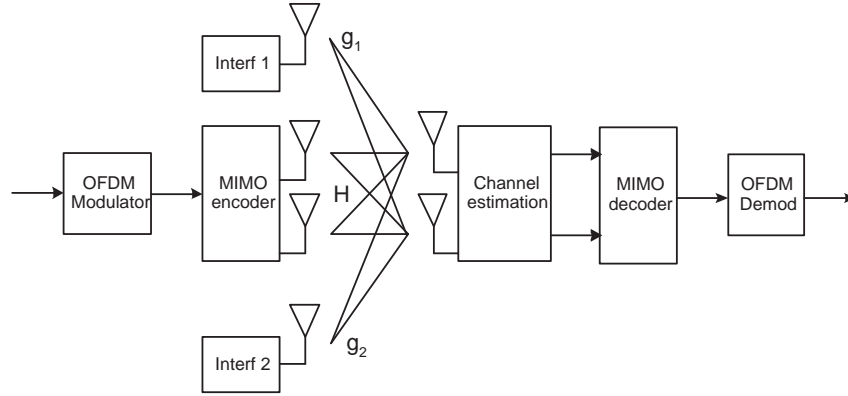 g1
Interf 1
OFDM
Modulator
MIMO
encoder
H
Channel
estimation
MIMO
decoder
OFDM
Demod
g2
Interf 2